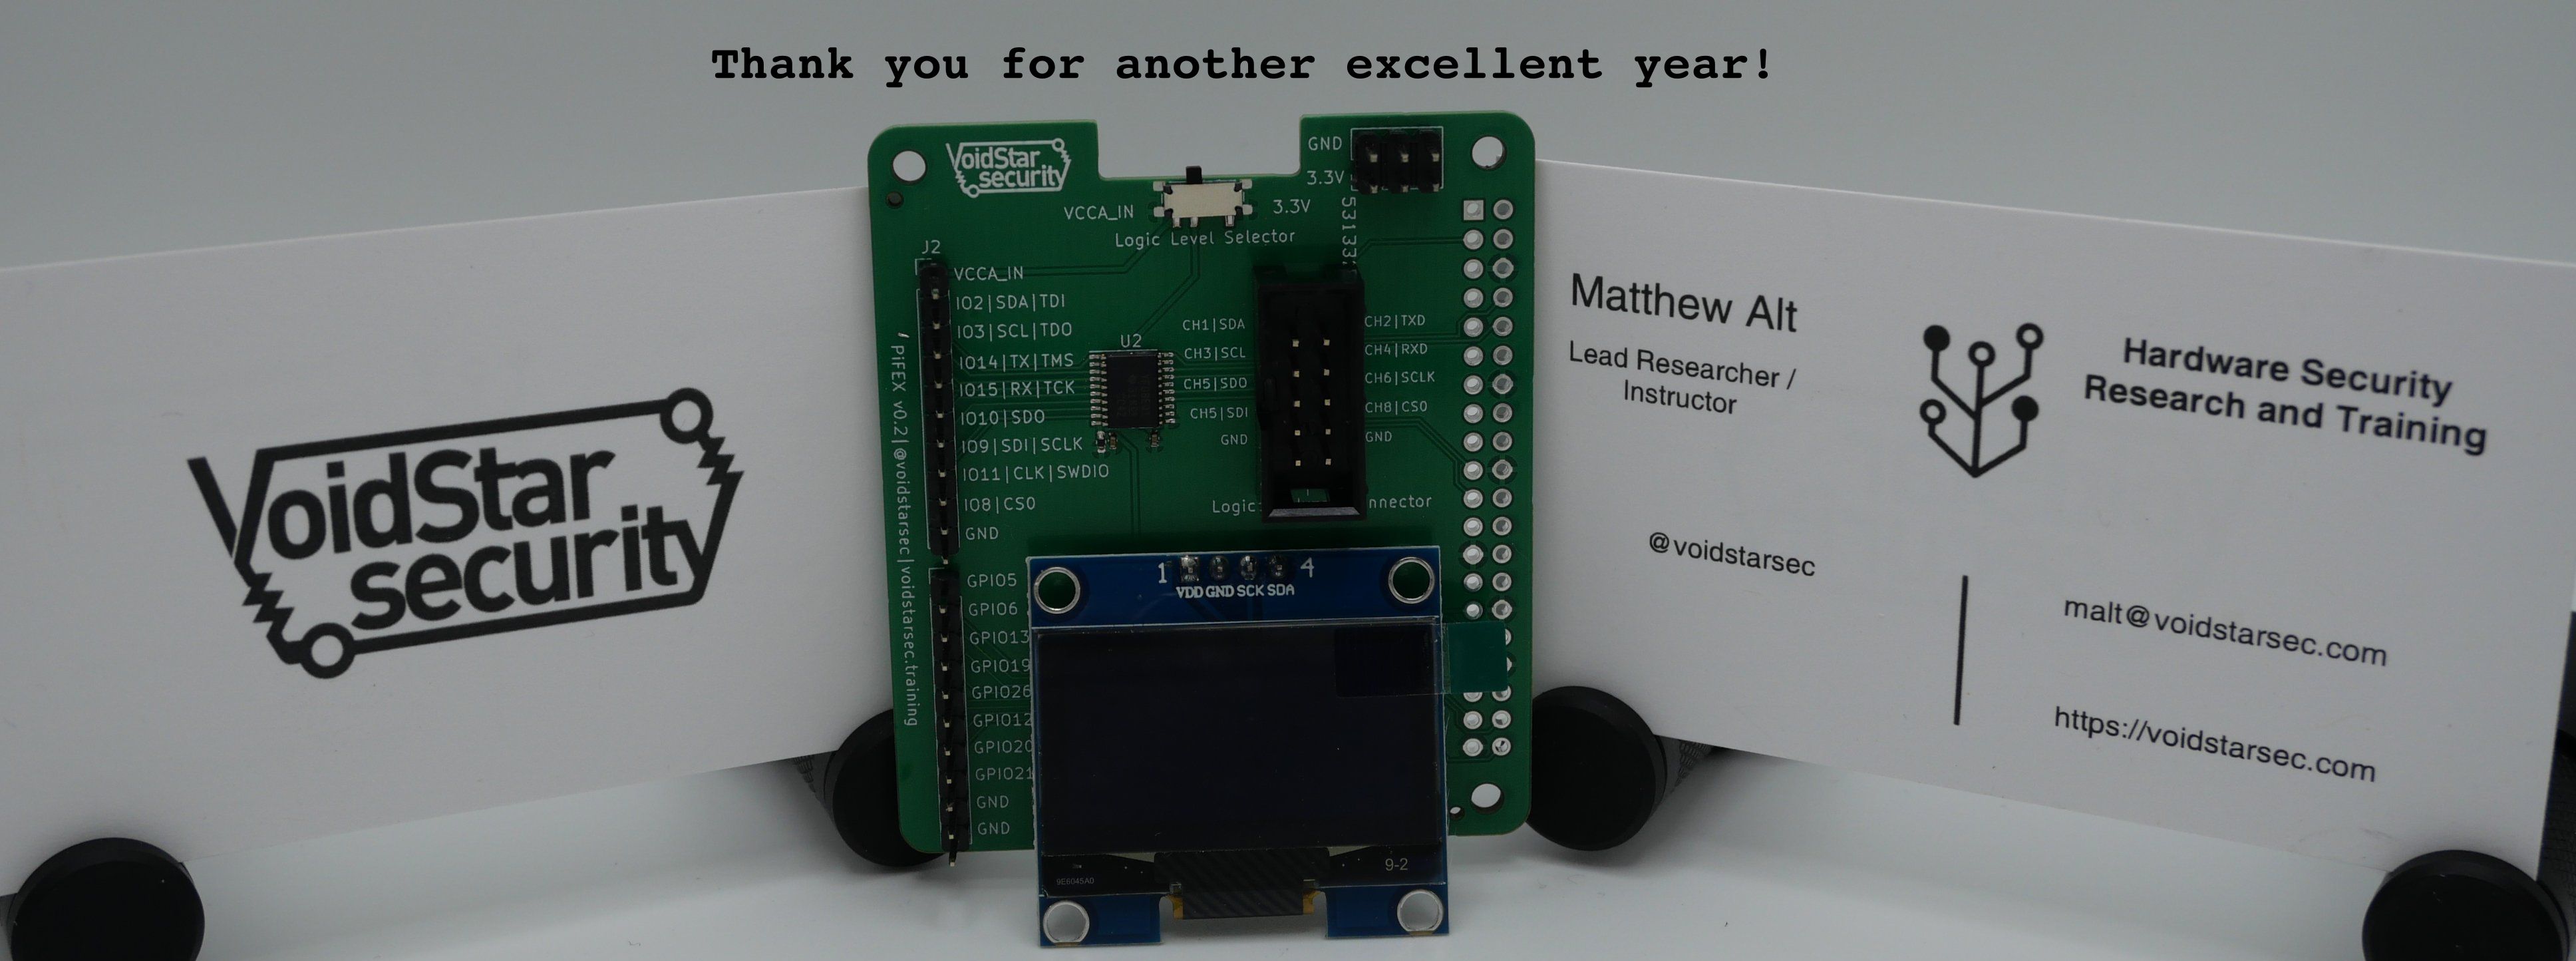 Thank you for another excellent year!
VoidStar
security
VoidStar
security
GND
3.3V
VCCA_IN
3.3V
Logic Level Selector
J2
VCCA_IN
IO2|SDA|TDI
IO3|SCL|TDO
IO14|TX|TMS
IO15|RX|TCK
IO10|SDO
IO9|SDI|SCLK
IO11|CLK|SWDIO
IO8|CS0
GND
GPIO5
GPIO6
GPIO13
GPIO19
GPIO26
GPIO12
GPIO20
GPIO21
GND
GND
PiFEX v0.2|@voidstarsec|voidstarsec.training
U2
CH1|SDA
CH3|SCL
CH5|SDO
CH5|SDI
GND
CH2|TXD
CH4|RXD
CH6|SCLK
CH8|CS0
GND
Logic
nnector
1
4
VDD GND SCK SDA
9E6045A0
9-2
Matthew Alt
Lead Researcher /
Instructor
Hardware Security
Research and Training
@voidstarsec
malt@voidstarsec.com
https://voidstarsec.com